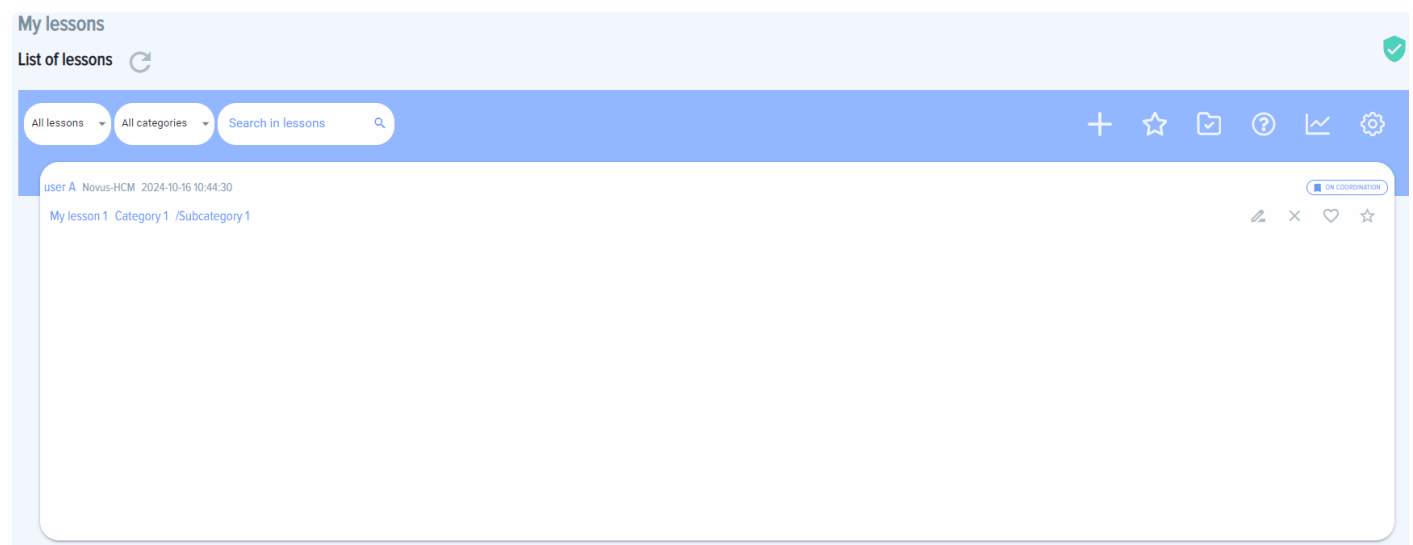 My lessons
List of lessons
All lessons All categories Search in lessons
user A Novus-HCM 2024-10-16 10:44:30 ON COORDINATION
My lesson 1 Category 1 /Subcategory 1